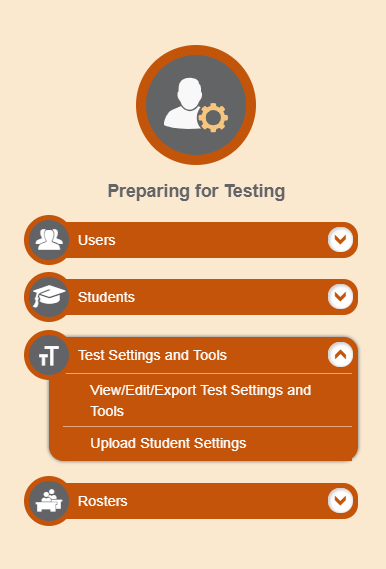 Preparing for Testing
Users
Students
Test Settings and Tools
View/Edit/Export Test Settings and
Tools
Upload Student Settings
Rosters